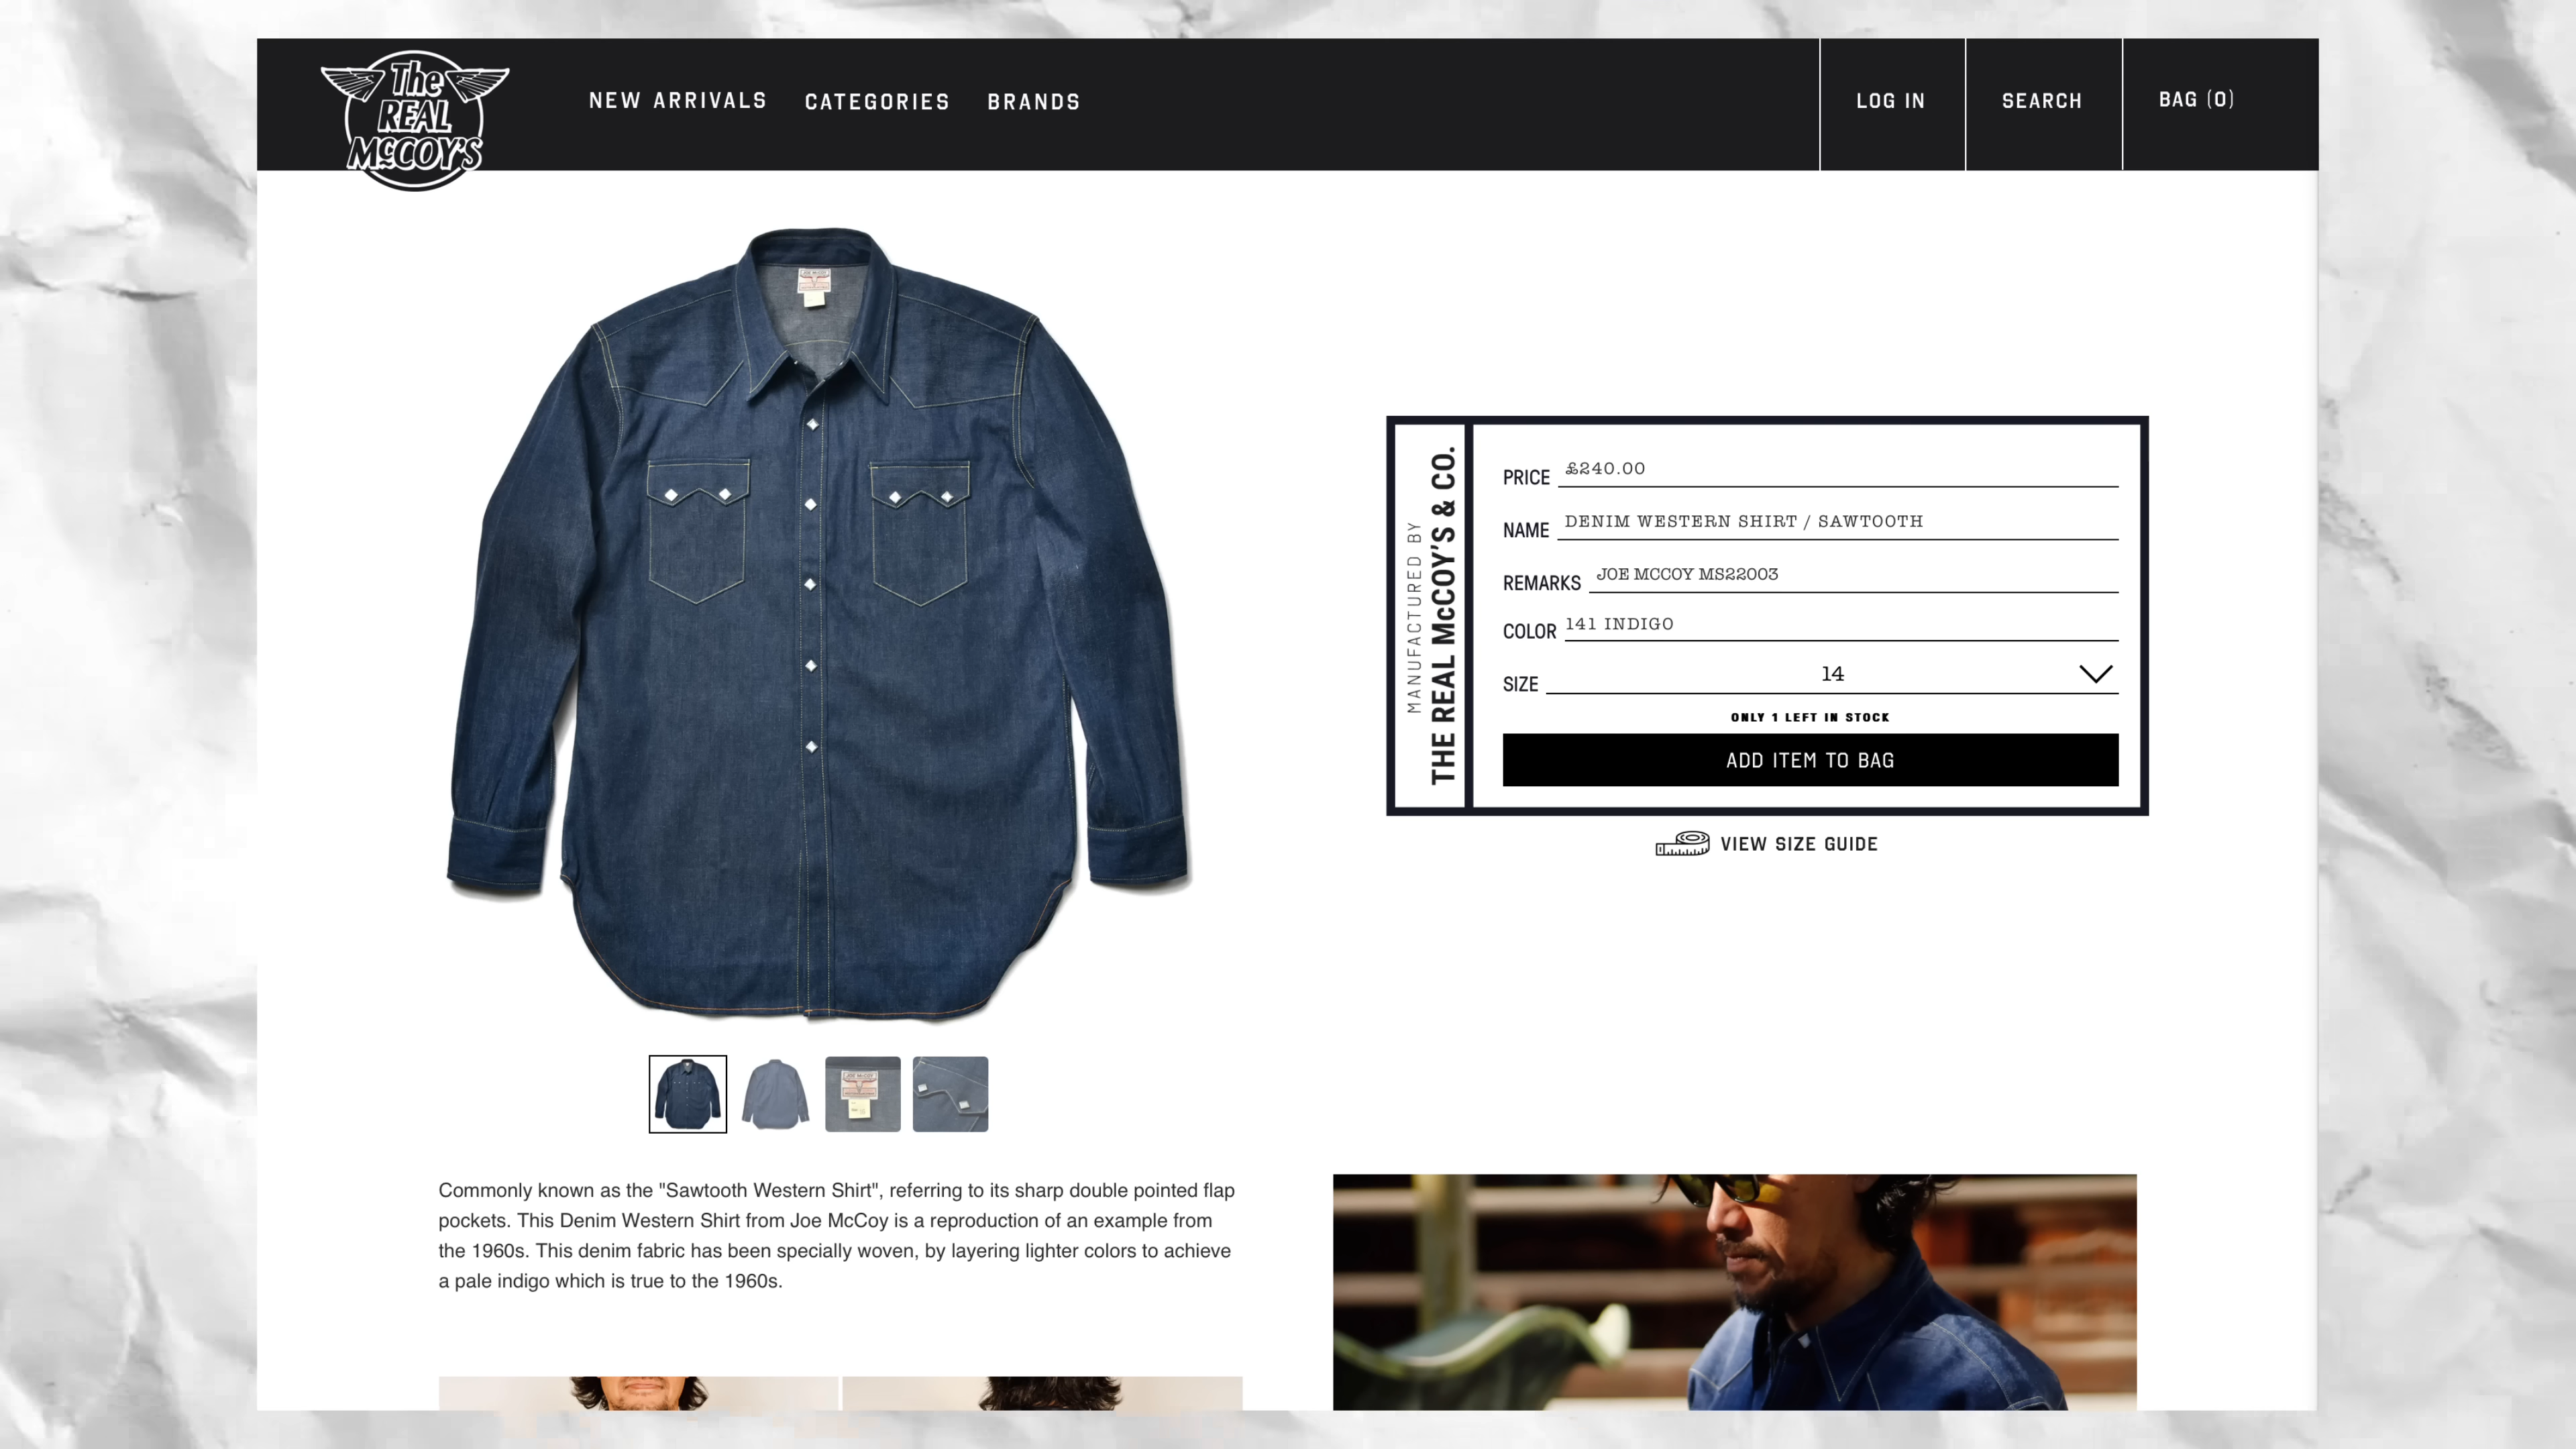 The
REAL
McCOY'S
NEW ARRIVALS
CATEGORIES
BRANDS
LOG IN
SEARCH
BAG (0)
JOE McCOY
MANUFACTURED BY
THE REAL McCOY'S & CO.
PRICE £240.00
NAME DENIM WESTERN SHIRT / SAWTOOTH
REMARKS JOE MCCOY MS22003
COLOR 141 INDIGO
SIZE 14
ONLY 1 LEFT IN STOCK
ADD ITEM TO BAG
VIEW SIZE GUIDE
JOE McCOY
Commonly known as the "Sawtooth Western Shirt", referring to its sharp double pointed flap
pockets. This Denim Western Shirt from Joe McCoy is a reproduction of an example from
the 1960s. This denim fabric has been specially woven, by layering lighter colors to achieve
a pale indigo which is true to the 1960s.